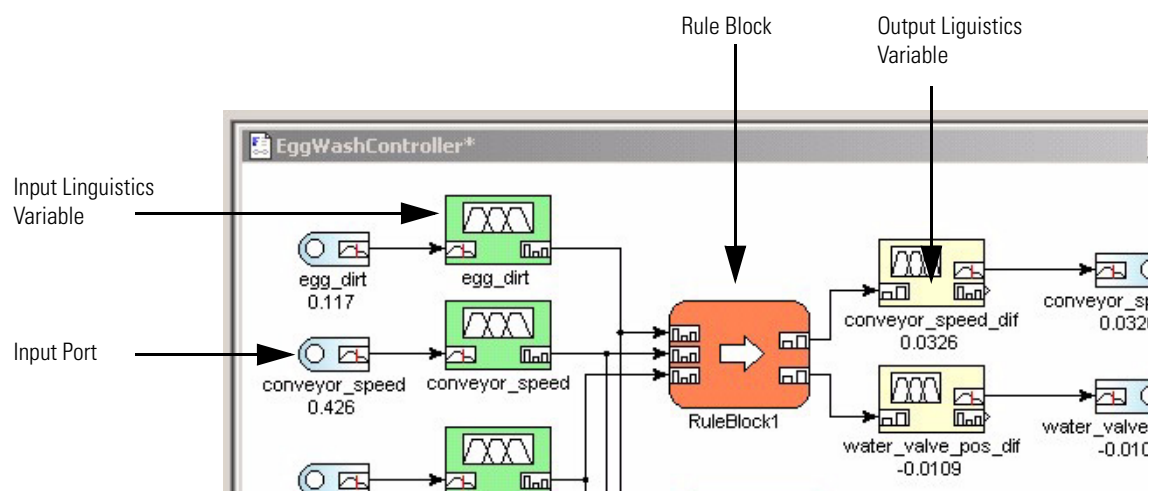 Rule Block
Output Liguistics
Variable
EggWashController*
Input Linguistics
Variable
egg_dirt
0.117
egg_dirt
conveyor_speed_dif
0.0326
Input Port
conveyor_speed
0.426
conveyor_speed
RuleBlock1
water_valve_pos_dif
-0.0109